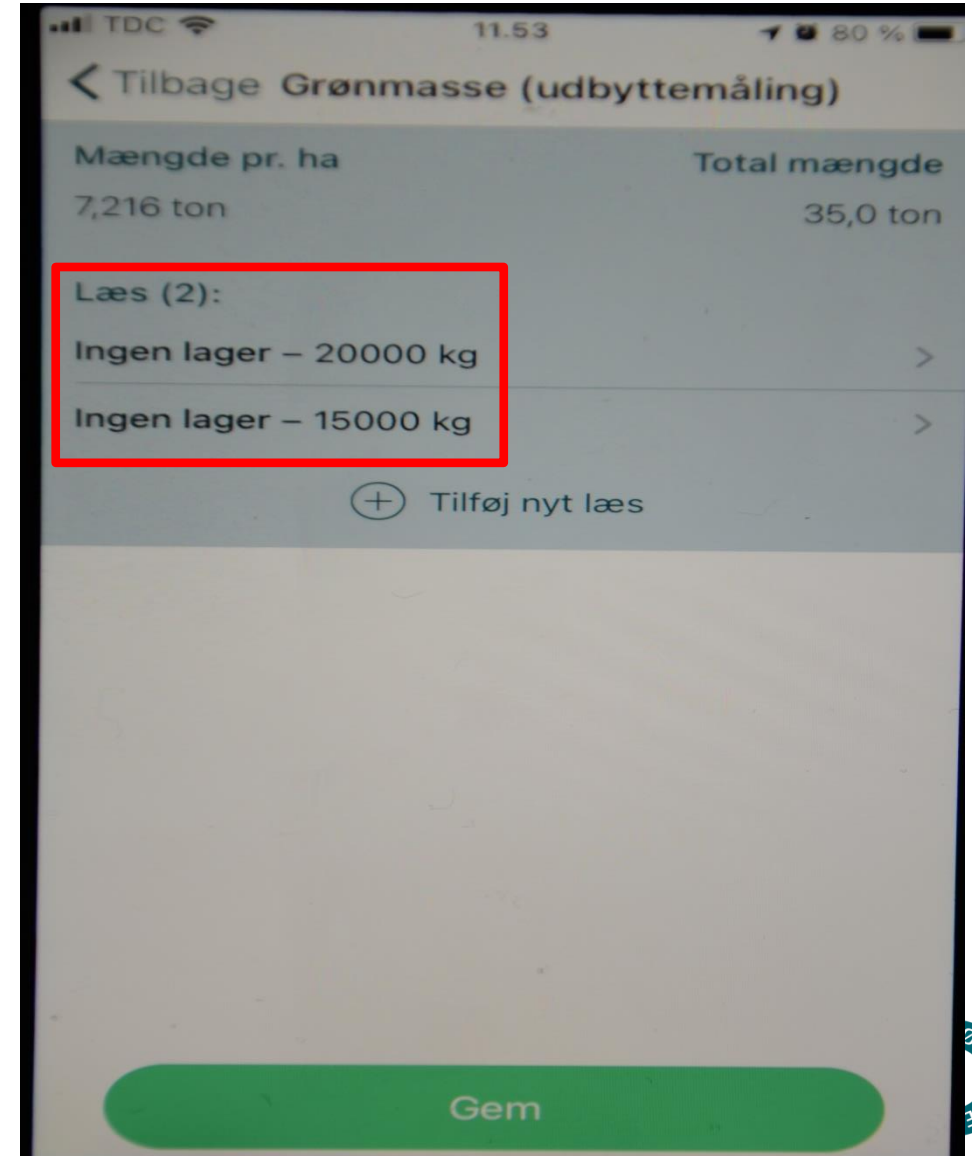 TDC 11.53 80 %
Tilbage Grønmasse (udbyttemåling)
Mængde pr. ha Total mængde
7,216 ton 35,0 ton
Læs (2):
Ingen lager – 20000 kg
Ingen lager – 15000 kg
Tilføj nyt læs
Gem